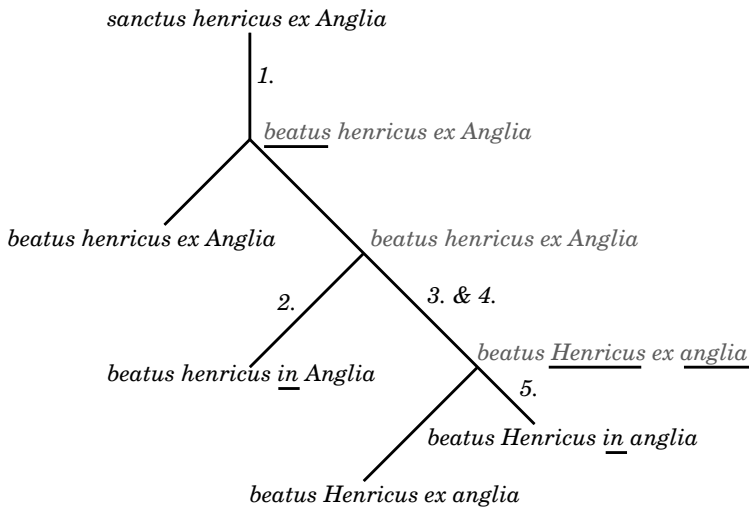 sanctus henricus ex Anglia
1.
beatus henricus ex Anglia
beatus henricus ex Anglia
beatus henricus ex Anglia
2.
3. & 4.
beatus Henricus ex anglia
beatus henricus in Anglia
5.
beatus Henricus in anglia
beatus Henricus ex anglia